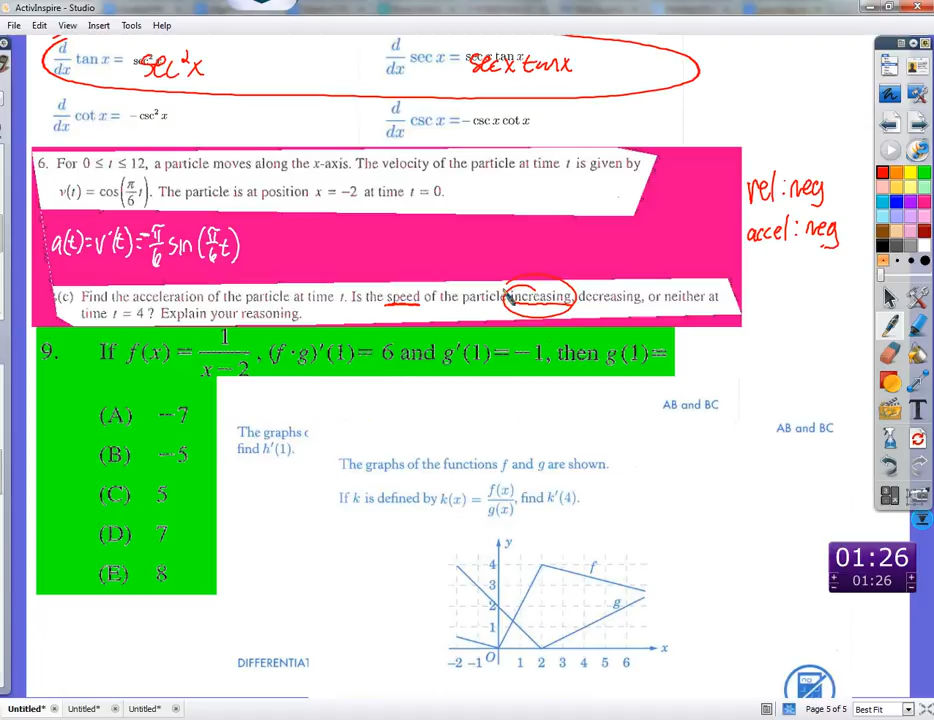 ActivInspire - Studio
File Edit View Insert Tools Help
d/dx tan x = sec² x
d/dx sec x = sec x tan x
d/dx cot x = − csc² x
d/dx csc x = − csc x cot x
6. For 0 ≤ t ≤ 12, a particle moves along the x-axis. The velocity of the particle at time t is given by
v(t) = cos(π/6 t). The particle is at position x = −2 at time t = 0.
vel: neg
accel: neg
a(t) = v'(t) = −π/6 sin(π/6 t)
(c) Find the acceleration of the particle at time t. Is the speed of the particle increasing, decreasing, or neither at
time t = 4? Explain your reasoning.
9. If f(x) = 1/(x − 2), (f · g)′(1) = 6 and g′(1) = −1, then g(1) =
(A) −7
(B) −5
(C) 5
(D) 7
(E) 8
AB and BC
AB and BC
The graphs
find h′(1).
The graphs of the functions f and g are shown.
If k is defined by k(x) = f(x)/g(x), find k′(4).
y
4
3
2
1
f
g
-2 -1 O 1 2 3 4 5 6 x
DIFFERENTIAT
01:26
01:26
Untitled* Untitled* Untitled*
Page 5 of 5 Best Fit